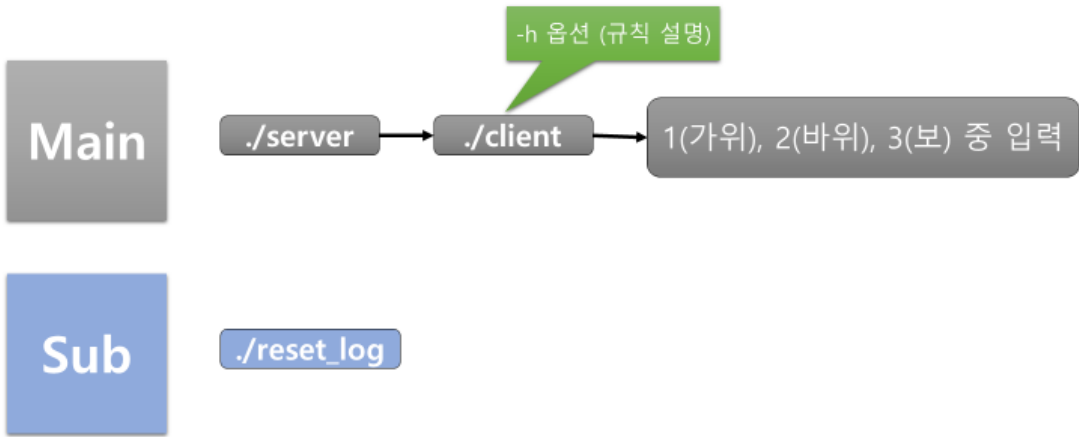 -h 옵션 (규칙 설명)
Main
./server
./client
1(가위), 2(바위), 3(보) 중 입력
Sub
./reset_log